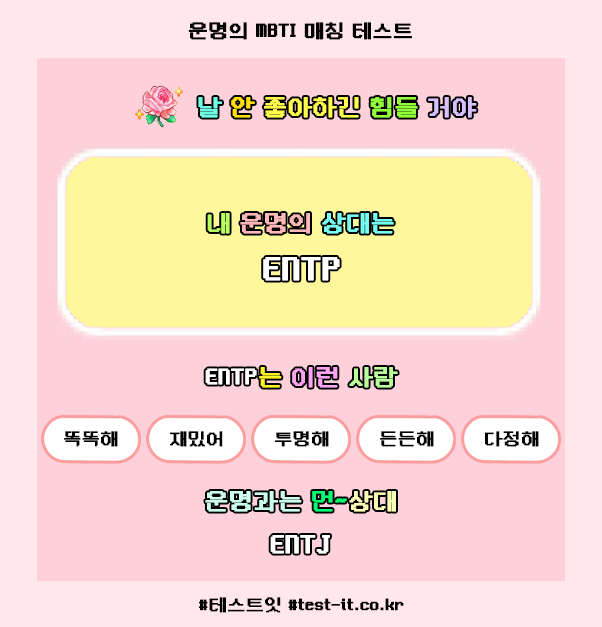 운명의 MBTI 매칭 테스트
날 안 좋아하긴 힘들 거야
내 운명의 상대는
ENTP
ENTP는 이런 사람
똑똑해 재밌어 투명해 든든해 다정해
운명과는 먼~상대
ENTJ
#테스트잇 #test-it.co.kr